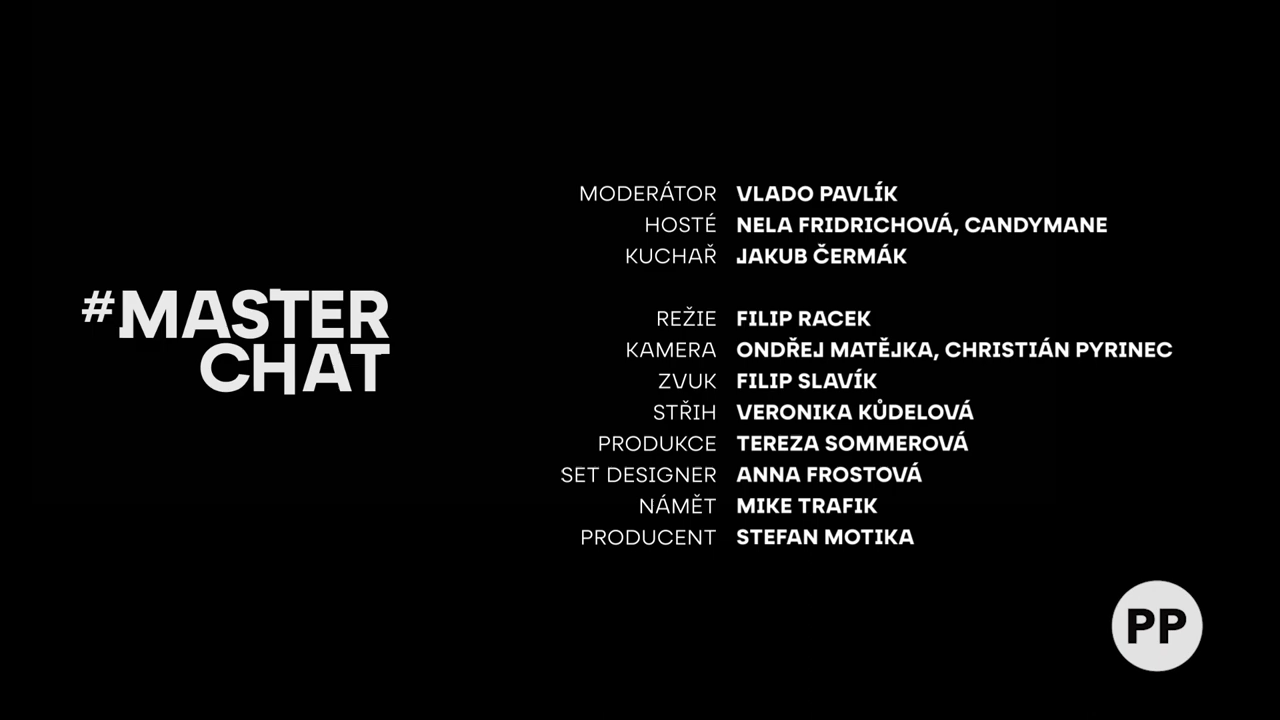 #MASTER
CHAT
MODERÁTOR VLADO PAVLÍK
HOSTÉ NELA FRIDRICHOVÁ, CANDYMANE
KUCHAŘ JAKUB ČERMÁK
REŽIE FILIP RACEK
KAMERA ONDŘEJ MATĚJKA, CHRISTIÁN PYRINEC
ZVUK FILIP SLAVÍK
STŘIH VERONIKA KŮDELOVÁ
PRODUKCE TEREZA SOMMEROVÁ
SET DESIGNER ANNA FROSTOVÁ
NÁMĚT MIKE TRAFIK
PRODUCENT STEFAN MOTIKA
PP